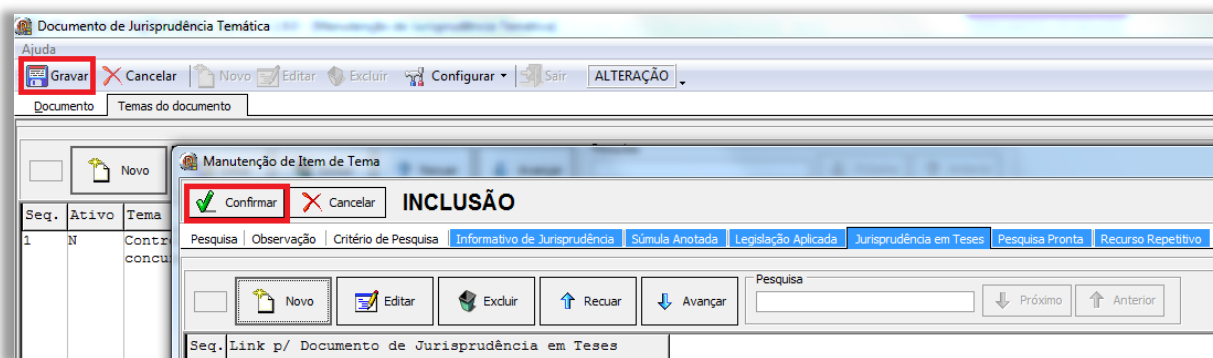 Documento de Jurisprudência Temática
Ajuda
Gravar Cancelar Novo Editar Excluir Configurar Sair ALTERAÇÃO
Documento Temas do documento
Novo
Manutenção de Item de Tema
Confirmar Cancelar INCLUSÃO
Seq. Ativo Tema
Pesquisa Observação Critério de Pesquisa Informativo de Jurisprudência Súmula Anotada Legislação Aplicada Jurisprudência em Teses Pesquisa Pronta Recurso Repetitivo
1 N Contr
concu
Pesquisa
Novo Editar Excluir Recuar Avançar Próximo Anterior
Seq. Link p/ Documento de Jurisprudência em Teses